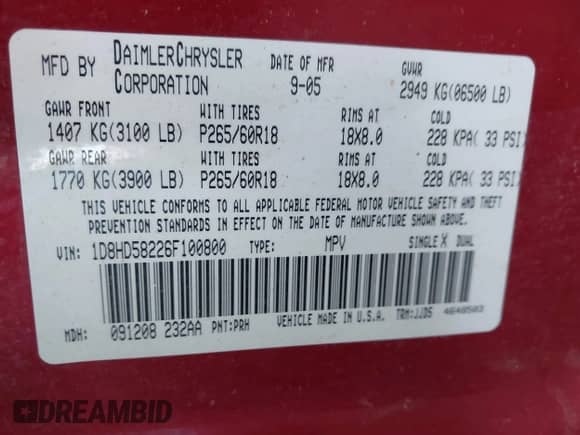 MFD BY DAIMLERCHRYSLER CORPORATION DATE OF MFR 9-05 GVWR 2949 KG(06500 LB)
GAWR FRONT WITH TIRES RIMS AT COLD
1407 KG(3100 LB) P265/60R18 18X8.0 228 KPA( 33 PSI)
GAWR REAR WITH TIRES RIMS AT COLD
1770 KG(3900 LB) P265/60R18 18X8.0 228 KPA( 33 PSI)
THIS VEHICLE CONFORMS TO ALL APPLICABLE FEDERAL MOTOR VEHICLE SAFETY AND THEFT
PREVENTION STANDARDS IN EFFECT ON THE DATE OF MANUFACTURE SHOWN ABOVE.
VIN: 1D8HD58226F100800 TYPE: MPV SINGLE X DUAL
MDH: 091208 232AA PNT:PRH VEHICLE MADE IN U.S.A. TRM:JJDS 4648503
DREAMBID